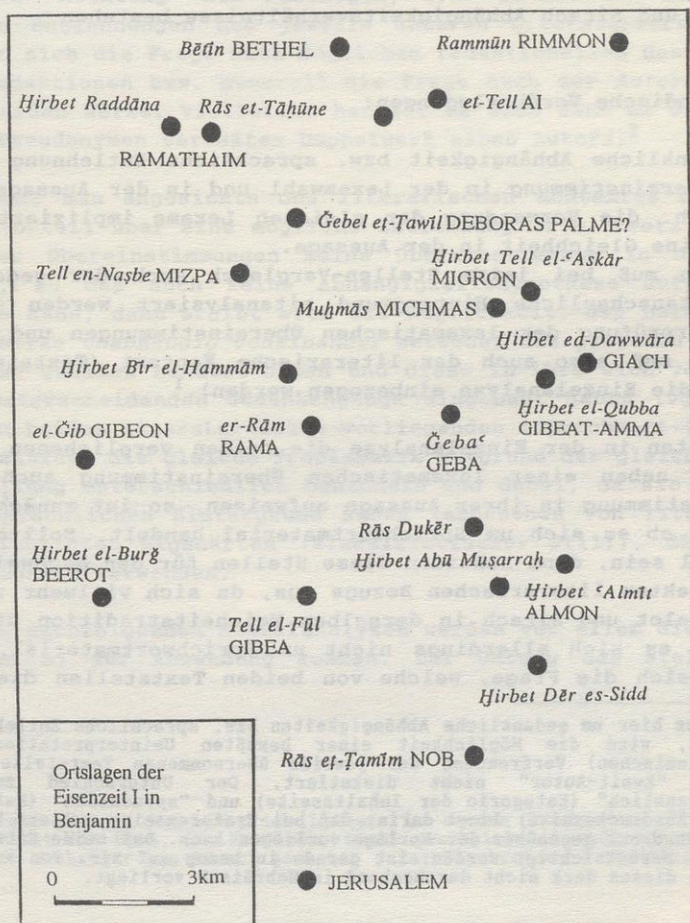 Bētīn BETHEL
Rammūn RIMMON
Ḫirbet Raddāna
Rās eṭ-Ṭāḥūne
et-Tell AI
RAMATHAIM
Ǧebel eṭ-Ṭawīl DEBORAS PALME?
Ḫirbet Tell el-ʿAskār
MIGRON
Tell en-Naṣbe MIZPA
Muḫmās MICHMAS
Ḫirbet ed-Dawwāra
GIACH
Ḫirbet Bīr el-Ḥammām
Ḫirbet el-Qubba
GIBEAT-AMMA
el-Ǧib GIBEON
er-Rām
RAMA
Ǧebaʿ
GEBA
Rās Dukēr
Ḫirbet el-Burǧ
BEEROT
Ḫirbet Abū Muṣarraḥ
Ḫirbet ʿAlmīt
ALMON
Tell el-Fūl
GIBEA
Ḫirbet Dēr es-Sidd
Rās eṭ-Ṭamīm NOB
Ortslagen der
Eisenzeit I in
Benjamin
0 3km
JERUSALEM